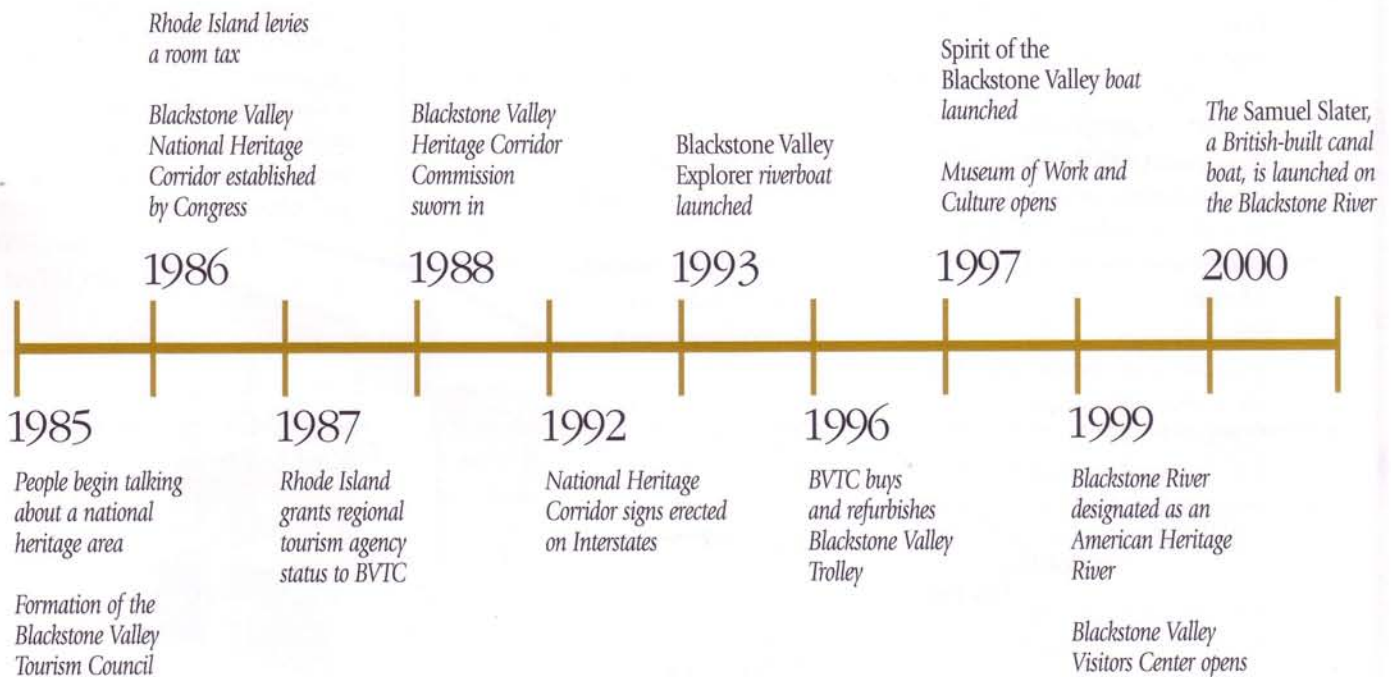 Rhode Island levies
a room tax
Blackstone Valley
National Heritage
Corridor established
by Congress
1986
Blackstone Valley
Heritage Corridor
Commission
sworn in
1988
Blackstone Valley
Explorer riverboat
launched
1993
Spirit of the
Blackstone Valley boat
launched
Museum of Work and
Culture opens
1997
The Samuel Slater,
a British-built canal
boat, is launched on
the Blackstone River
2000
1985
People begin talking
about a national
heritage area
Formation of the
Blackstone Valley
Tourism Council
1987
Rhode Island
grants regional
tourism agency
status to BVTC
1992
National Heritage
Corridor signs erected
on Interstates
1996
BVTC buys
and refurbishes
Blackstone Valley
Trolley
1999
Blackstone River
designated as an
American Heritage
River
Blackstone Valley
Visitors Center opens